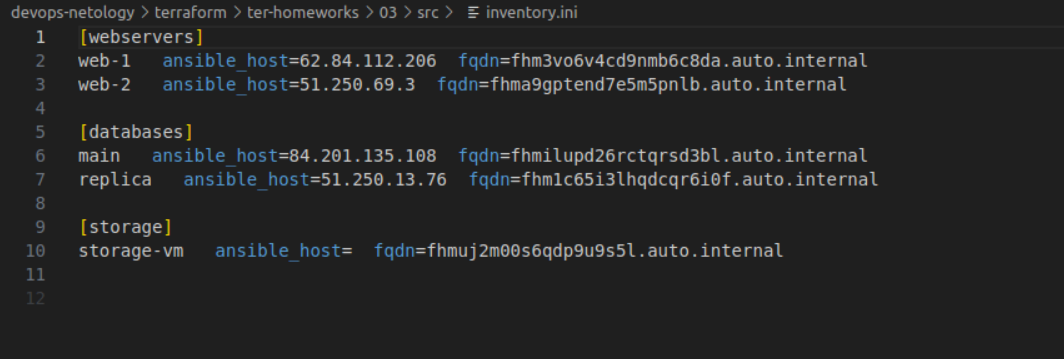 devops-netology > terraform > ter-homeworks > 03 > src > inventory.ini
1 [webservers]
2 web-1 ansible_host=62.84.112.206 fqdn=fhm3vo6v4cd9nmb6c8da.auto.internal
3 web-2 ansible_host=51.250.69.3 fqdn=fhma9gptend7e5m5pnlb.auto.internal
4
5 [databases]
6 main ansible_host=84.201.135.108 fqdn=fhmilupd26rctqrsd3bl.auto.internal
7 replica ansible_host=51.250.13.76 fqdn=fhm1c65i3lhqdcqr6i0f.auto.internal
8
9 [storage]
10 storage-vm ansible_host= fqdn=fhmuj2m00s6qdp9u9s5l.auto.internal
11
12